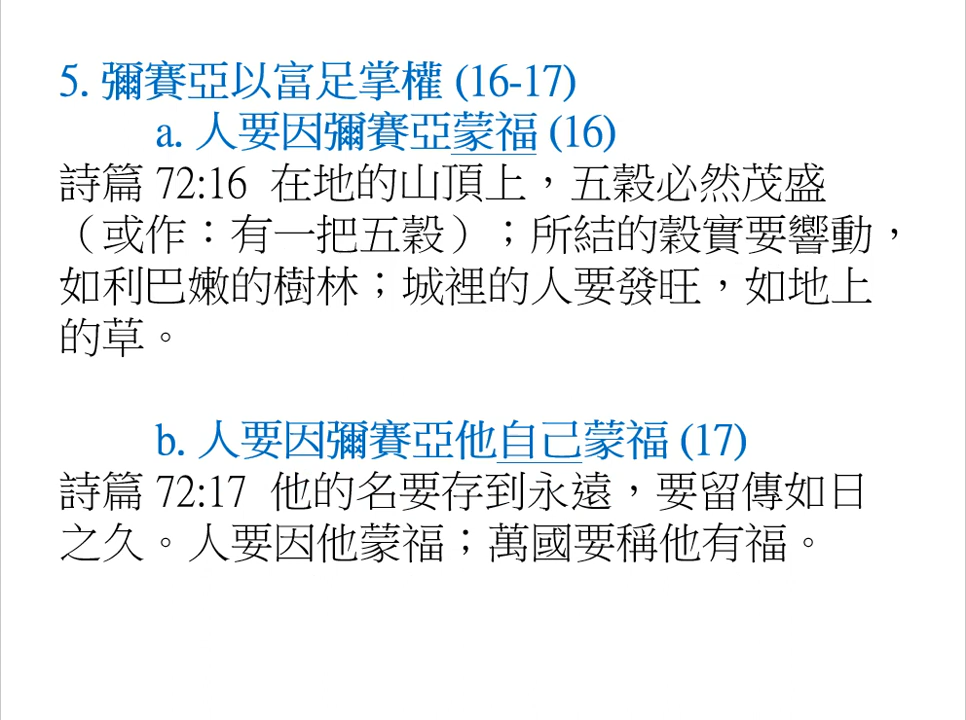 5. 彌賽亞以富足掌權 (16-17)
a. 人要因彌賽亞蒙福 (16)
詩篇 72:16 在地的山頂上，五穀必然茂盛
（或作：有一把五穀）；所結的穀實要響動，
如利巴嫩的樹林；城裡的人要發旺，如地上
的草。
b. 人要因彌賽亞他自己蒙福 (17)
詩篇 72:17 他的名要存到永遠，要留傳如日
之久。人要因他蒙福；萬國要稱他有福。